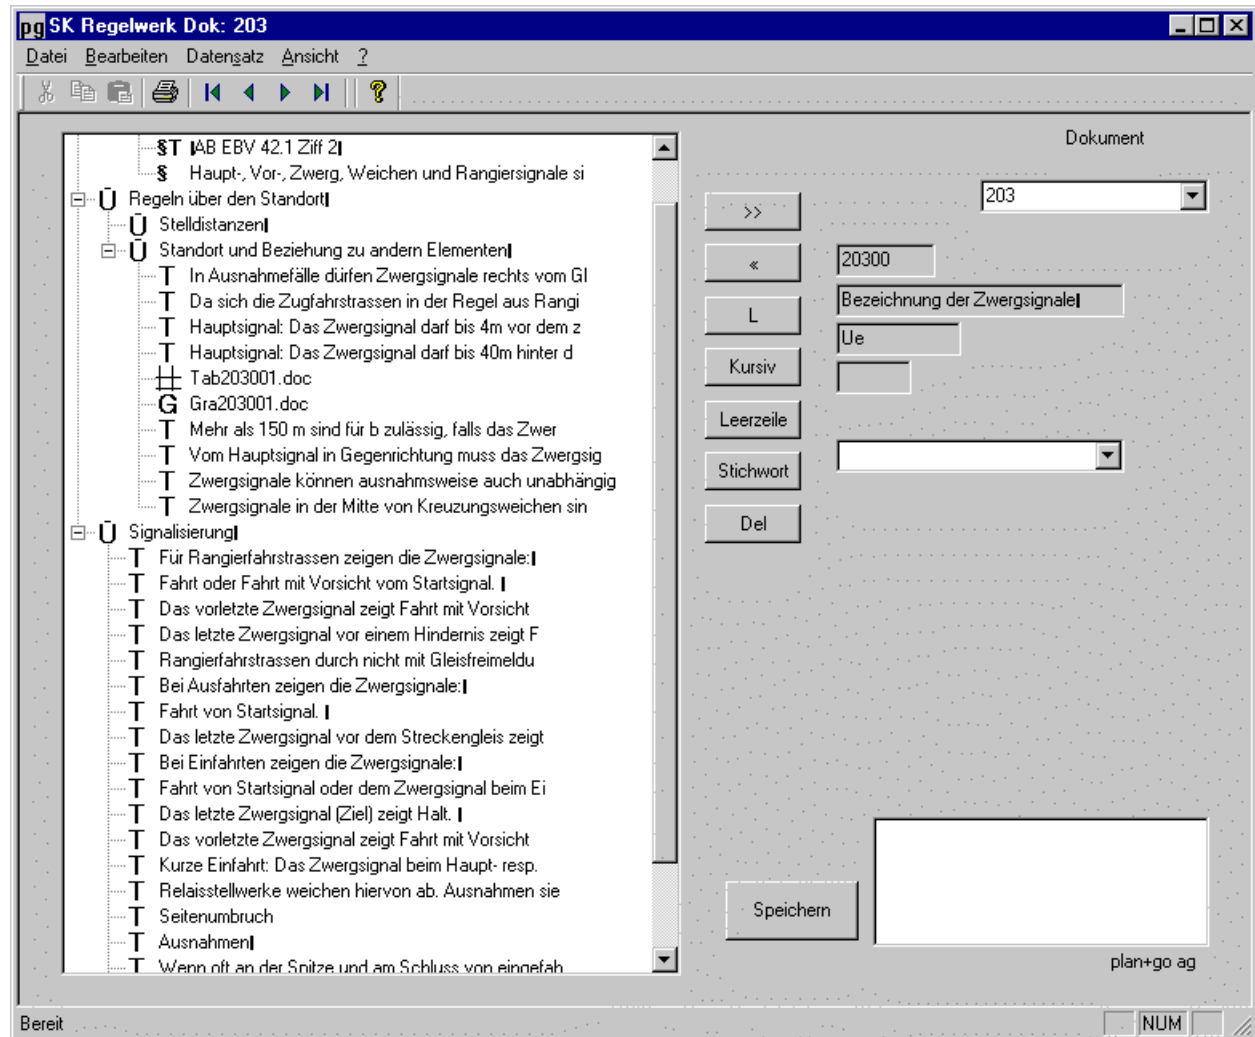 pg SK Regelwerk Dok: 203
Datei Bearbeiten Datensatz Ansicht ?
Dokument
§T AB EBV 42.1 Ziff 2
§ Haupt-, Vor-, Zwerg, Weichen und Rangiersignale si
Ü Regeln über den Standort
Ü Stelldistanzen
Ü Standort und Beziehung zu andern Elementen
T In Ausnahmefälle dürfen Zwergsignale rechts vom Gl
T Da sich die Zugfahrstrassen in der Regel aus Rangi
T Hauptsignal: Das Zwergsignal darf bis 4m vor dem z
T Hauptsignal: Das Zwergsignal darf bis 40m hinter d
Tab203001.doc
G Gra203001.doc
T Mehr als 150 m sind für b zulässig, falls das Zwer
T Vom Hauptsignal in Gegenrichtung muss das Zwergsig
T Zwergsignale können ausnahmsweise auch unabhängig
T Zwergsignale in der Mitte von Kreuzungsweichen sin
Ü Signalisierung
T Für Rangierfahrstrassen zeigen die Zwergsignale:
T Fahrt oder Fahrt mit Vorsicht vom Startsignal.
T Das vorletzte Zwergsignal zeigt Fahrt mit Vorsicht
T Das letzte Zwergsignal vor einem Hindernis zeigt F
T Rangierfahrstrassen durch nicht mit Gleisfreimeldu
T Bei Ausfahrten zeigen die Zwergsignale:
T Fahrt von Startsignal.
T Das letzte Zwergsignal vor dem Streckengleis zeigt
T Bei Einfahrten zeigen die Zwergsignale:
T Fahrt von Startsignal oder dem Zwergsignal beim Ei
T Das letzte Zwergsignal (Ziel) zeigt Halt.
T Das vorletzte Zwergsignal zeigt Fahrt mit Vorsicht
T Kurze Einfahrt: Das Zwergsignal beim Haupt- resp.
T Relaisstellwerke weichen hiervon ab. Ausnahmen sie
T Seitenumbruch
T Ausnahmen
T Wenn oft an der Spitze und am Schluss von eingefah
>>
«
L
Kursiv
Leerzeile
Stichwort
Del
203
20300
Bezeichnung der Zwergsignale
Ue
Speichern
plan+go ag
Bereit
NUM